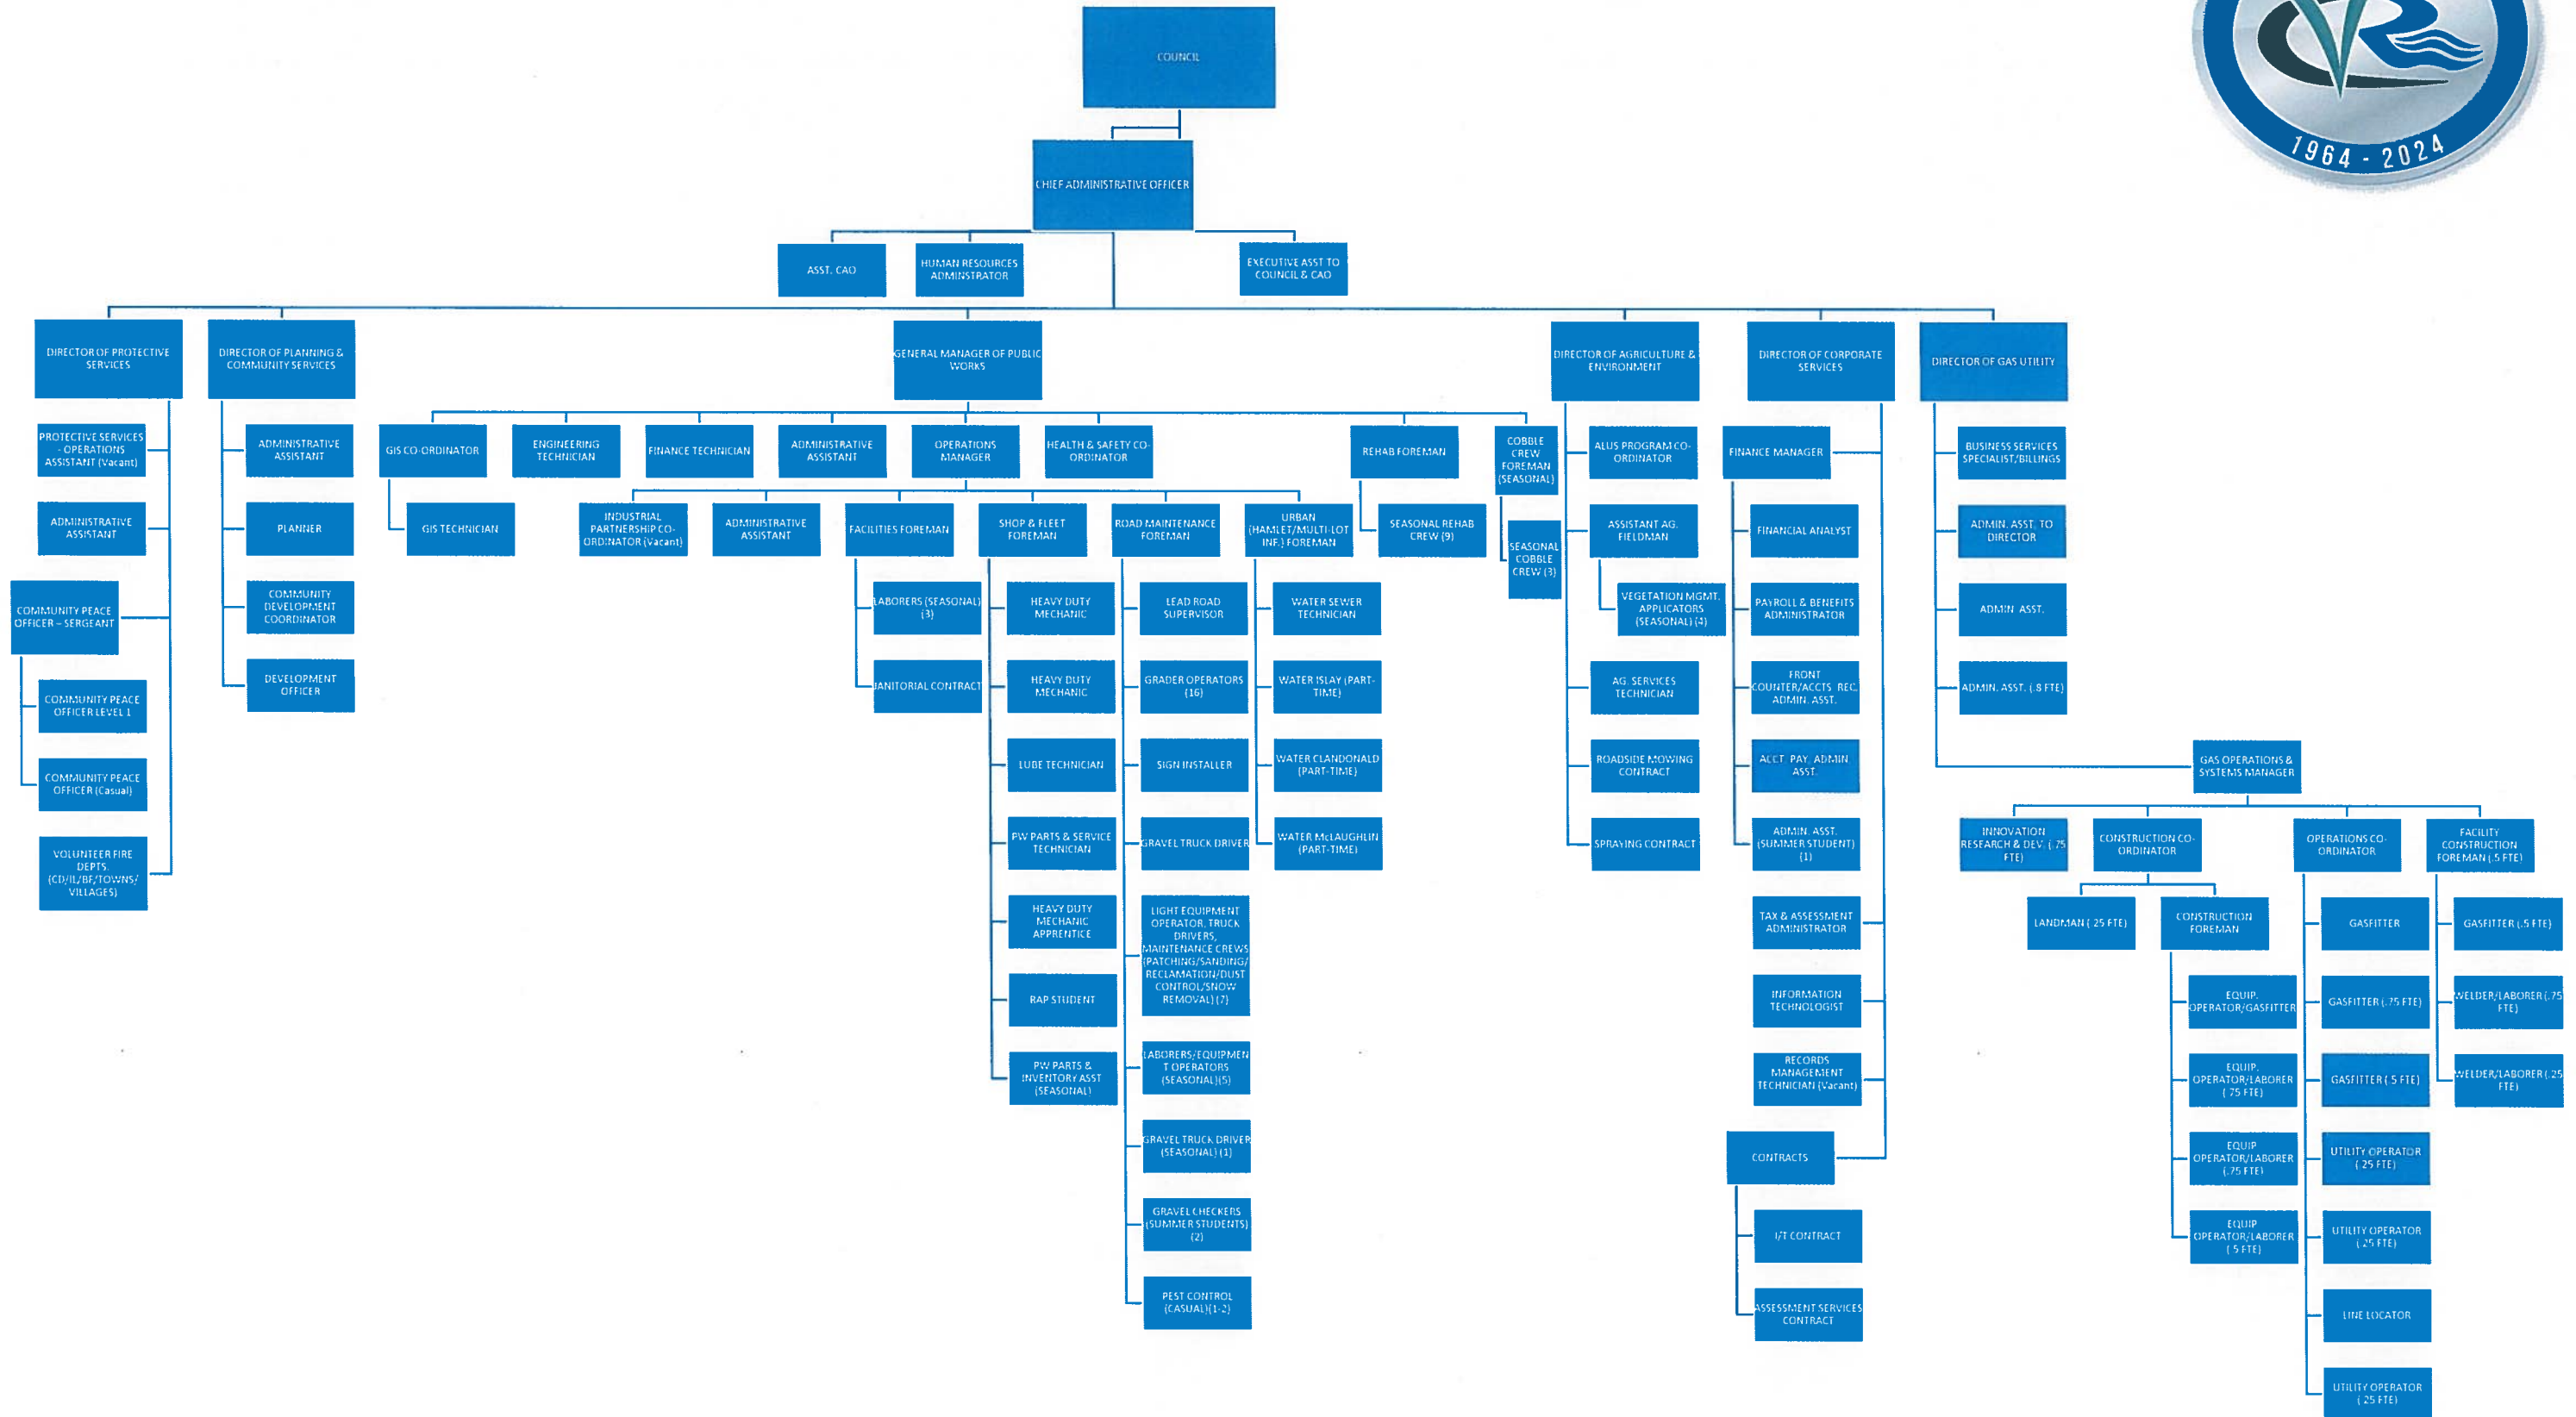 COUNCIL
1964 - 2024
CHIEF ADMINISTRATIVE OFFICER
ASST. CAO
HUMAN RESOURCES
ADMINSTRATOR
EXECUTIVE ASST TO
COUNCIL & CAO
DIRECTOR OF PROTECTIVE
SERVICES
DIRECTOR OF PLANNING &
COMMUNITY SERVICES
GENERAL MANAGER OF PUBLIC
WORKS
DIRECTOR OF AGRICULTURE &
ENVIRONMENT
DIRECTOR OF CORPORATE
SERVICES
DIRECTOR OF GAS UTILITY
PROTECTIVE SERVICES
- OPERATIONS
ASSISTANT (Vacant)
ADMINISTRATIVE
ASSISTANT
COMMUNITY PEACE
OFFICER – SERGEANT
COMMUNITY PEACE
OFFICER LEVEL 1
COMMUNITY PEACE
OFFICER (Casual)
VOLUNTEER FIRE
DEPTS.
(CD/IL/BF/TOWNS/
VILLAGES)
ADMINISTRATIVE
ASSISTANT
PLANNER
COMMUNITY
DEVELOPMENT
COORDINATOR
DEVELOPMENT
OFFICER
GIS CO-ORDINATOR
GIS TECHNICIAN
ENGINEERING
TECHNICIAN
FINANCE TECHNICIAN
ADMINISTRATIVE
ASSISTANT
OPERATIONS
MANAGER
HEALTH & SAFETY CO-
ORDINATOR
REHAB FOREMAN
SEASONAL REHAB
CREW (9)
COBBLE
CREW
FOREMAN
(SEASONAL)
SEASONAL
COBBLE
CREW (3)
INDUSTRIAL
PARTNERSHIP CO-
ORDINATOR (Vacant)
ADMINISTRATIVE
ASSISTANT
FACILITIES FOREMAN
LABORERS (SEASONAL)
(3)
JANITORIAL CONTRACT
SHOP & FLEET
FOREMAN
HEAVY DUTY
MECHANIC
HEAVY DUTY
MECHANIC
LUBE TECHNICIAN
PW PARTS & SERVICE
TECHNICIAN
HEAVY DUTY
MECHANIC
APPRENTICE
RAP STUDENT
PW PARTS &
INVENTORY ASST
(SEASONAL)
ROAD MAINTENANCE
FOREMAN
LEAD ROAD
SUPERVISOR
GRADER OPERATORS
(16)
SIGN INSTALLER
GRAVEL TRUCK DRIVER
LIGHT EQUIPMENT
OPERATOR, TRUCK
DRIVERS,
MAINTENANCE CREWS
(PATCHING/SANDING/
RECLAMATION/DUST
CONTROL/SNOW
REMOVAL) (7)
LABORERS/EQUIPMEN
T OPERATORS
(SEASONAL)(5)
GRAVEL TRUCK DRIVER
(SEASONAL) (1)
GRAVEL CHECKERS
(SUMMER STUDENTS)
(2)
PEST CONTROL
(CASUAL)(1-2)
URBAN
(HAMLET/MULTI-LOT
INF.) FOREMAN
WATER SEWER
TECHNICIAN
WATER ISLAY (PART-
TIME)
WATER CLANDONALD
(PART-TIME)
WATER McLAUGHLIN
(PART-TIME)
ALUS PROGRAM CO-
ORDINATOR
ASSISTANT AG.
FIELDMAN
VEGETATION MGMT.
APPLICATORS
(SEASONAL) (4)
AG. SERVICES
TECHNICIAN
ROADSIDE MOWING
CONTRACT
SPRAYING CONTRACT
FINANCE MANAGER
FINANCIAL ANALYST
PAYROLL & BENEFITS
ADMINISTRATOR
FRONT
COUNTER/ACCTS. REC.
ADMIN. ASST.
ACCT. PAY. ADMIN.
ASST.
ADMIN. ASST.
(SUMMER STUDENT)
(1)
TAX & ASSESSMENT
ADMINISTRATOR
INFORMATION
TECHNOLOGIST
RECORDS
MANAGEMENT
TECHNICIAN (Vacant)
CONTRACTS
I/T CONTRACT
ASSESSMENT SERVICES
CONTRACT
BUSINESS SERVICES
SPECIALIST/BILLINGS
ADMIN. ASST. TO
DIRECTOR
ADMIN. ASST.
ADMIN. ASST. (.8 FTE)
GAS OPERATIONS &
SYSTEMS MANAGER
INNOVATION
RESEARCH & DEV. (.75
FTE)
CONSTRUCTION CO-
ORDINATOR
LANDMAN (.25 FTE)
CONSTRUCTION
FOREMAN
EQUIP.
OPERATOR/GASFITTER
EQUIP.
OPERATOR/LABORER
(.75 FTE)
EQUIP
OPERATOR/LABORER
(.75 FTE)
EQUIP
OPERATOR/LABORER
(.5 FTE)
OPERATIONS CO-
ORDINATOR
GASFITTER
GASFITTER (.75 FTE)
GASFITTER (.5 FTE)
UTILITY OPERATOR
(.25 FTE)
UTILITY OPERATOR
(.25 FTE)
LINE LOCATOR
UTILITY OPERATOR
(.25 FTE)
FACILITY
CONSTRUCTION
FOREMAN (.5 FTE)
GASFITTER (.5 FTE)
WELDER/LABORER (.75
FTE)
WELDER/LABORER (.25
FTE)